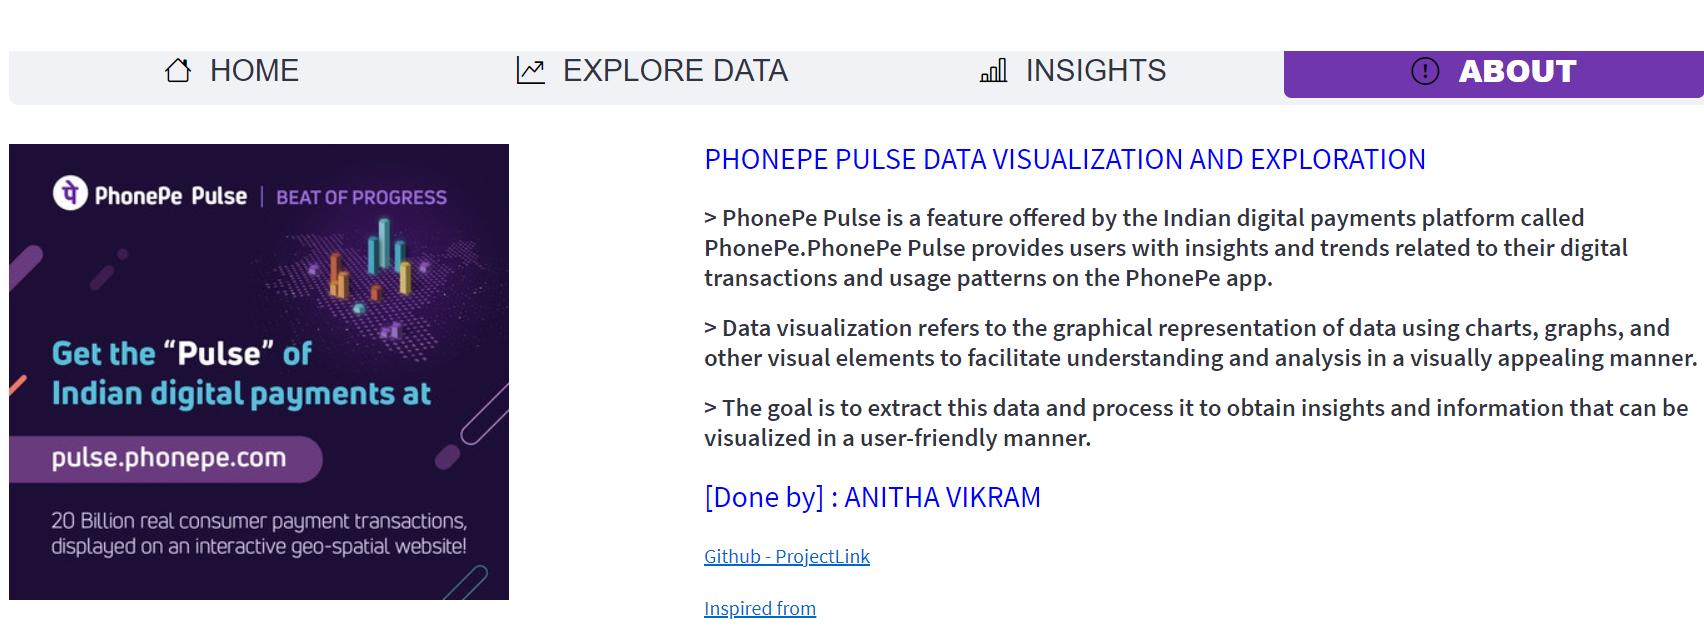 HOME
EXPLORE DATA
INSIGHTS
ABOUT
पे PhonePe Pulse | BEAT OF PROGRESS
Get the “Pulse” of
Indian digital payments at
pulse.phonepe.com
20 Billion real consumer payment transactions,
displayed on an interactive geo-spatial website!
PHONEPE PULSE DATA VISUALIZATION AND EXPLORATION
> PhonePe Pulse is a feature offered by the Indian digital payments platform called
PhonePe.PhonePe Pulse provides users with insights and trends related to their digital
transactions and usage patterns on the PhonePe app.
> Data visualization refers to the graphical representation of data using charts, graphs, and
other visual elements to facilitate understanding and analysis in a visually appealing manner.
> The goal is to extract this data and process it to obtain insights and information that can be
visualized in a user-friendly manner.
[Done by] : ANITHA VIKRAM
Github - ProjectLink
Inspired from